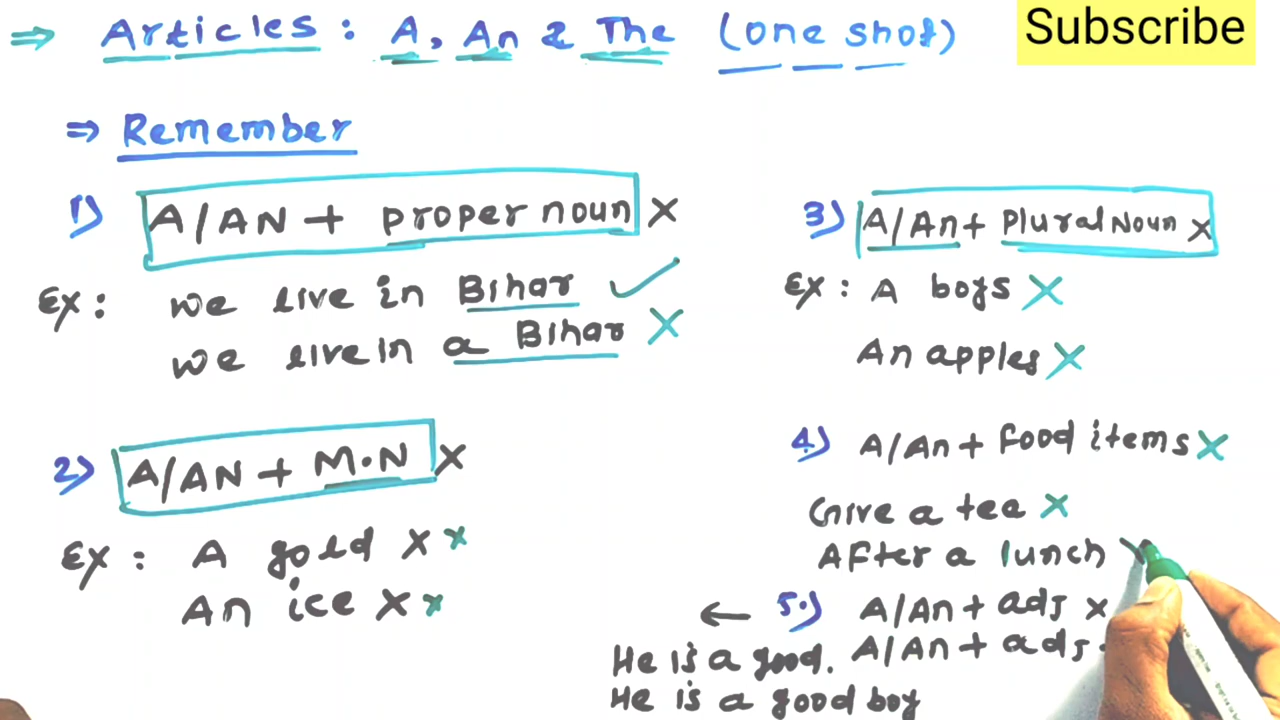 ⇒ Articles: A, An & The (one shot)
Subscribe
⇒ Remember
1) A/AN + proper noun X
Ex: we live in Bihar ✓
we live in a Bihar X
2) A/AN + M.N X
Ex: A gold X X
An ice X X
3) A/An + Plural Noun X
Ex: A boys X
An apples X
4.) A/An + Food items X
Give a tea X
After a lunch X
← 5.) A/An + adj X
A/An + adj
He is a good.
He is a good boy